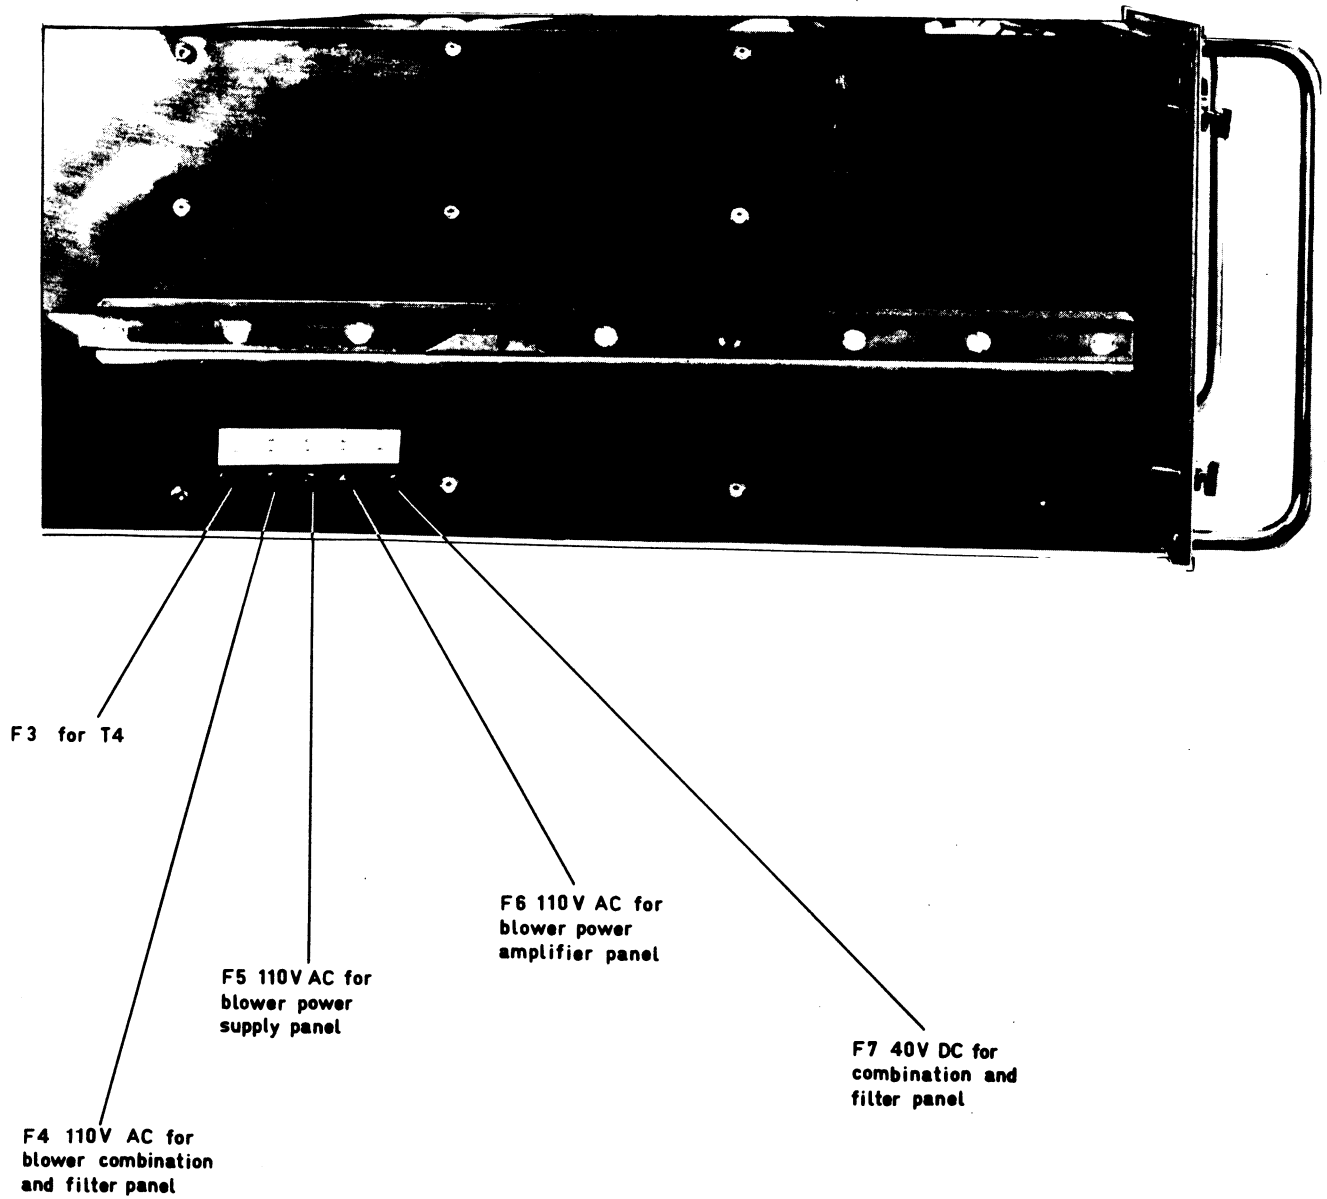 F3 for T4
F6 110V AC for
blower power
amplifier panel
F5 110V AC for
blower power
supply panel
F7 40V DC for
combination and
filter panel
F4 110V AC for
blower combination
and filter panel